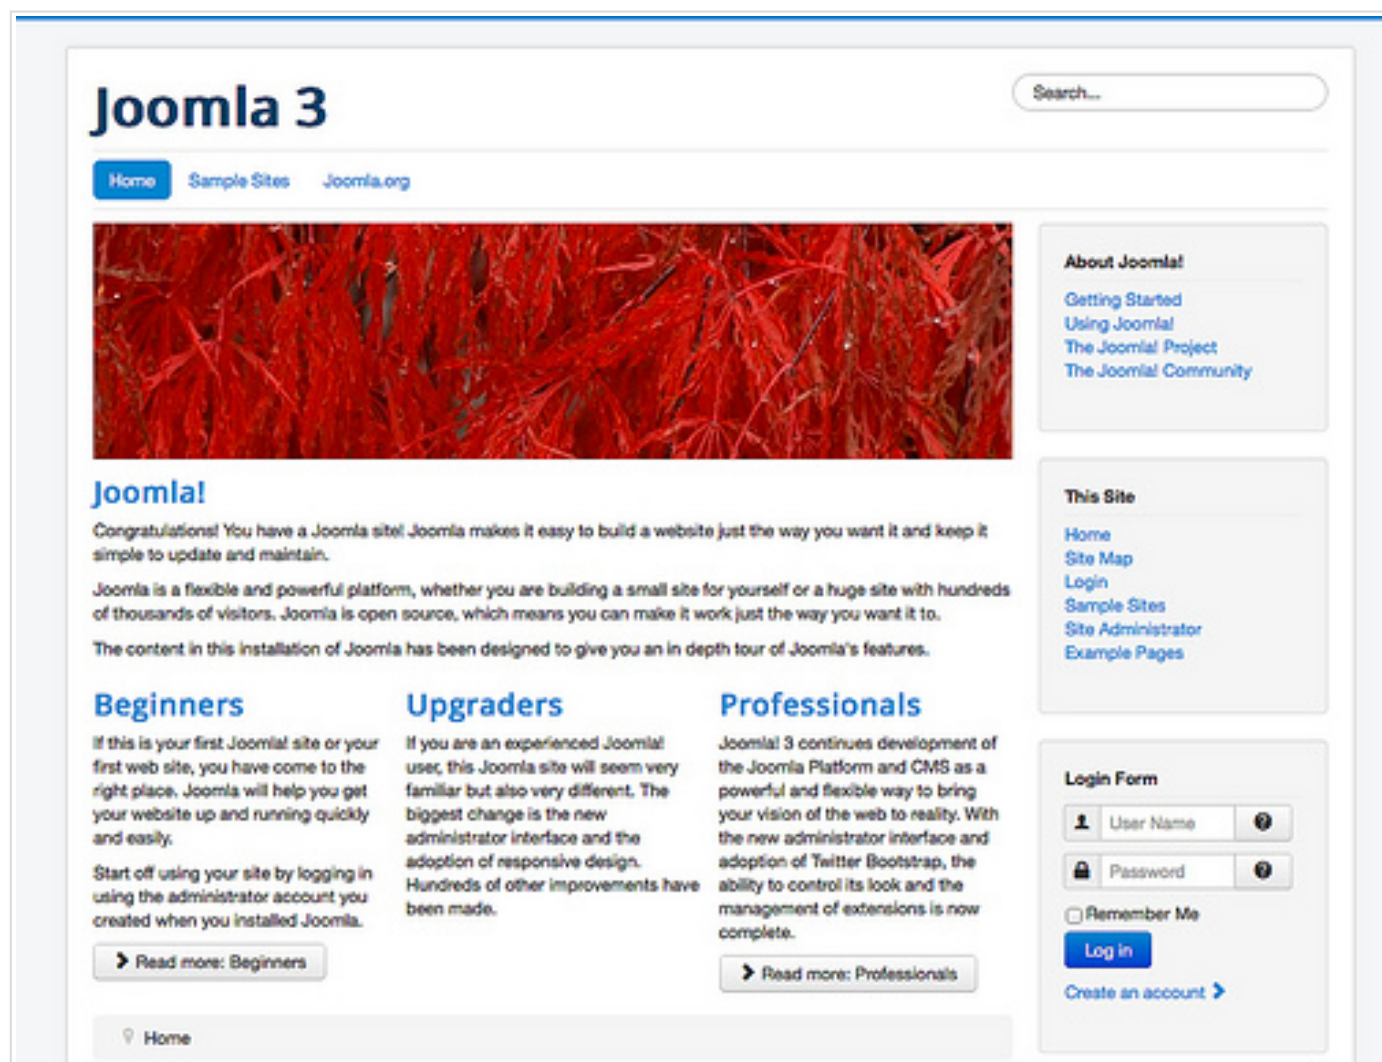 Joomla 3
Search...
Home
Sample Sites
Joomla.org
Joomla!
Congratulations! You have a Joomla site! Joomla makes it easy to build a website just the way you want it and keep it
simple to update and maintain.
Joomla is a flexible and powerful platform, whether you are building a small site for yourself or a huge site with hundreds
of thousands of visitors. Joomla is open source, which means you can make it work just the way you want it to.
The content in this installation of Joomla has been designed to give you an in depth tour of Joomla's features.
Beginners
If this is your first Joomla! site or your
first web site, you have come to the
right place. Joomla will help you get
your website up and running quickly
and easily.
Start off using your site by logging in
using the administrator account you
created when you installed Joomla.
Read more: Beginners
Upgraders
If you are an experienced Joomla!
user, this Joomla site will seem very
familiar but also very different. The
biggest change is the new
administrator interface and the
adoption of responsive design.
Hundreds of other improvements have
been made.
Professionals
Joomla! 3 continues development of
the Joomla Platform and CMS as a
powerful and flexible way to bring
your vision of the web to reality. With
the new administrator interface and
adoption of Twitter Bootstrap, the
ability to control its look and the
management of extensions is now
complete.
Read more: Professionals
Home
About Joomla!
Getting Started
Using Joomla!
The Joomla! Project
The Joomla! Community
This Site
Home
Site Map
Login
Sample Sites
Site Administrator
Example Pages
Login Form
User Name
Password
Remember Me
Log in
Create an account